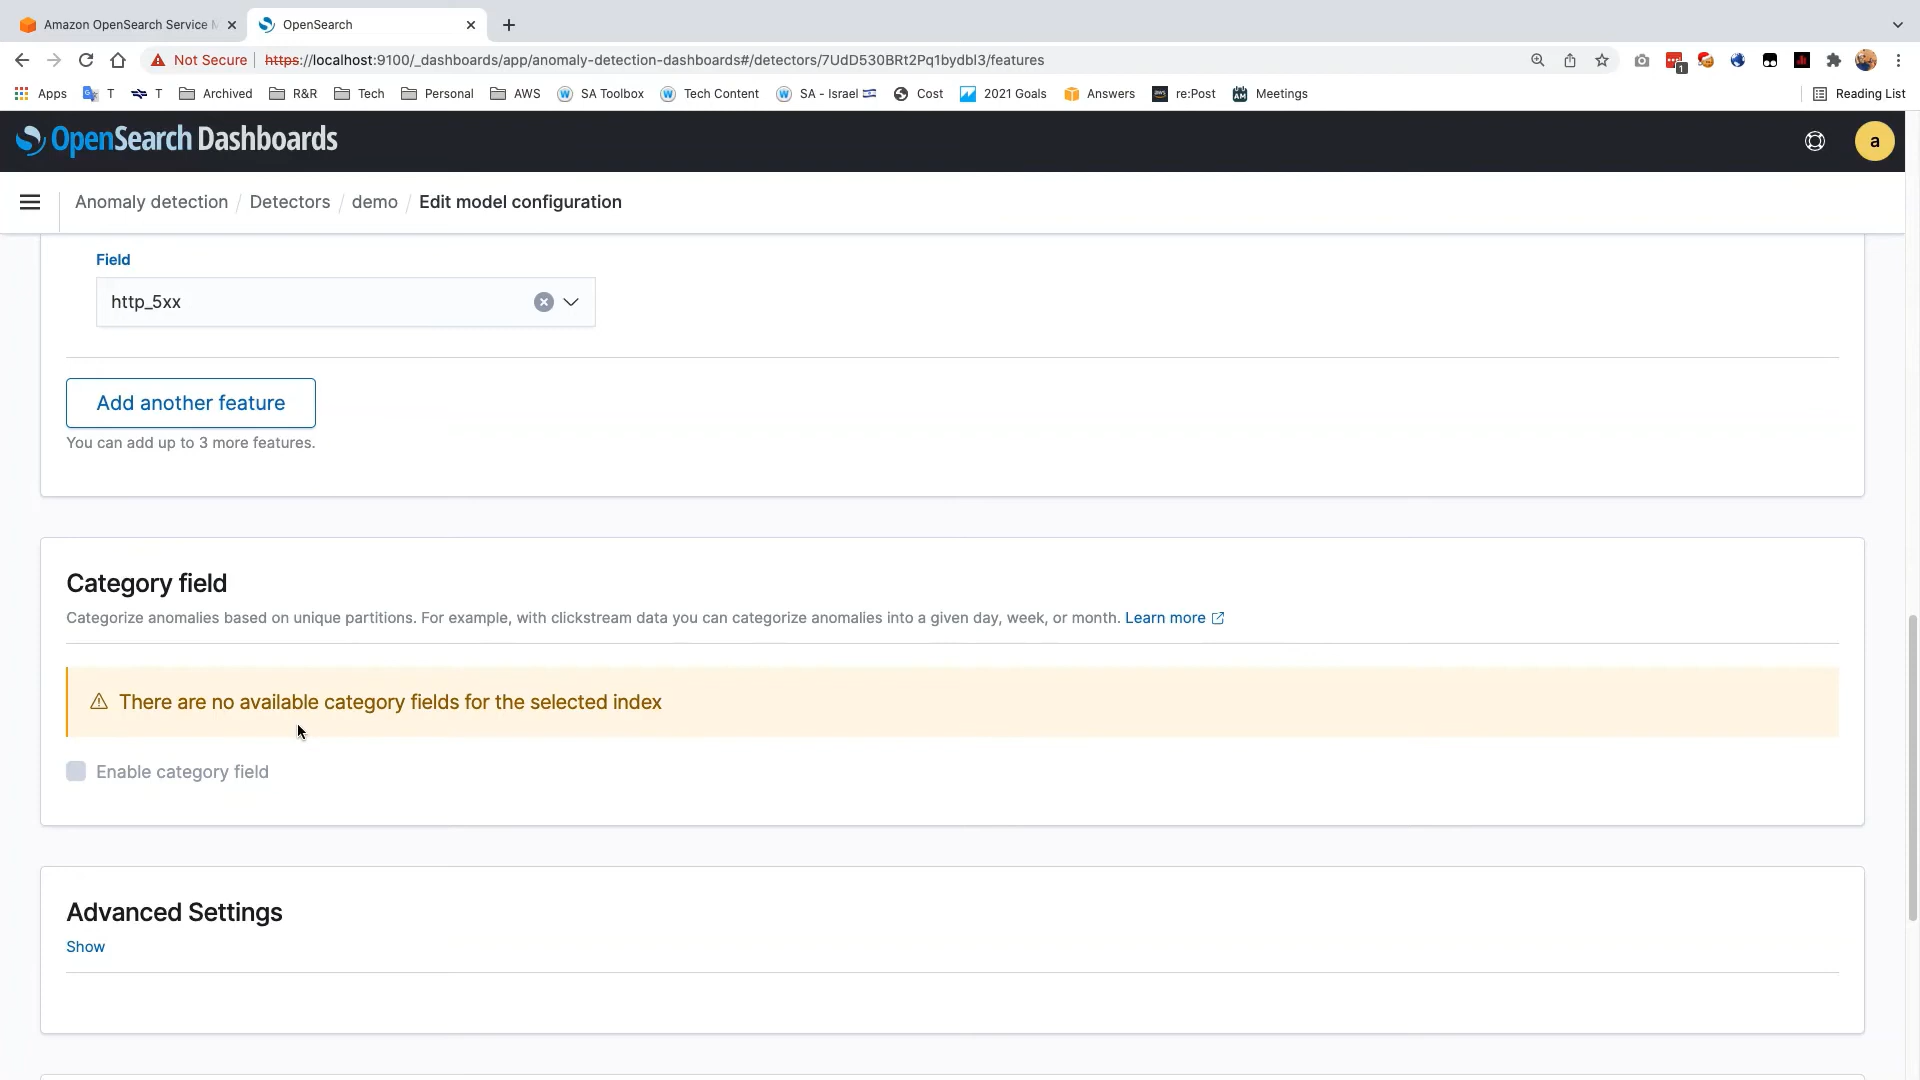 Amazon OpenSearch Service M
OpenSearch
Not Secure
https://localhost:9100/_dashboards/app/anomaly-detection-dashboards#/detectors/7UdD530BRt2Pq1bydbl3/features
1
Apps
T
T
Archived
R&R
Tech
Personal
AWS
SA Toolbox
Tech Content
SA - Israel
Cost
2021 Goals
Answers
re:Post
Meetings
Reading List
OpenSearch Dashboards
a
Anomaly detection / Detectors / demo / Edit model configuration
Field
http_5xx
Add another feature
You can add up to 3 more features.
Category field
Categorize anomalies based on unique partitions. For example, with clickstream data you can categorize anomalies into a given day, week, or month. Learn more
There are no available category fields for the selected index
Enable category field
Advanced Settings
Show